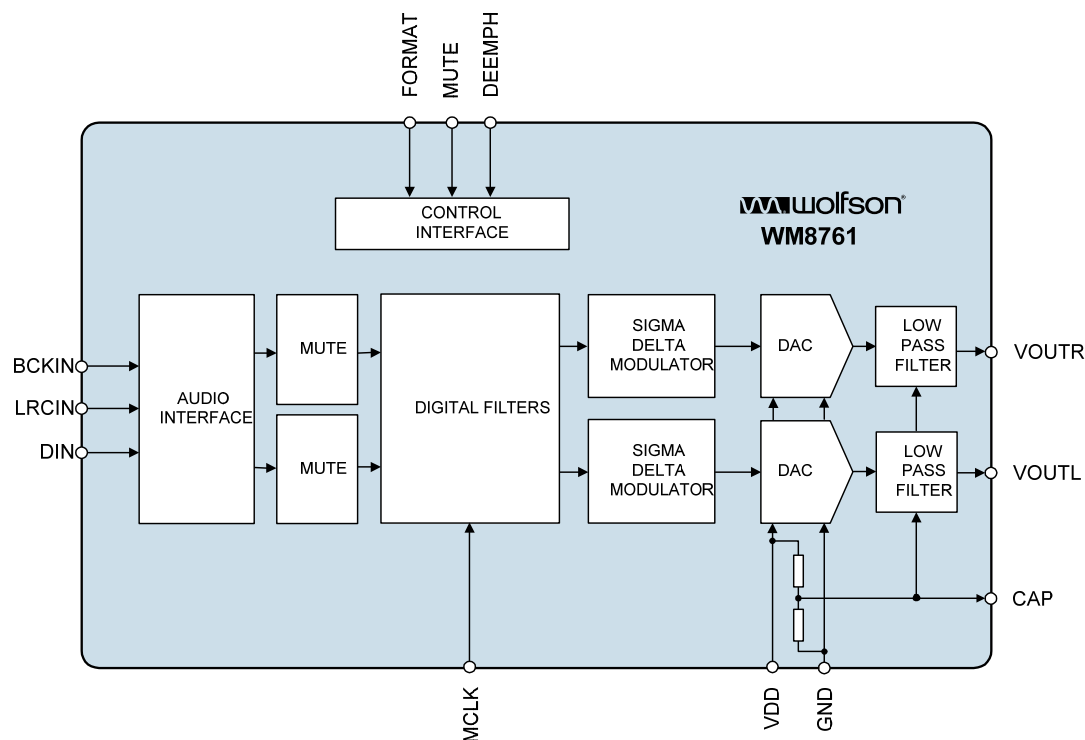 FORMAT
MUTE
DEEMPH
CONTROL
INTERFACE
wolfson®
WM8761
BCKIN
LRCIN
DIN
AUDIO
INTERFACE
MUTE
MUTE
DIGITAL FILTERS
SIGMA
DELTA
MODULATOR
SIGMA
DELTA
MODULATOR
DAC
DAC
LOW
PASS
FILTER
LOW
PASS
FILTER
VOUTR
VOUTL
CAP
MCLK
VDD
GND